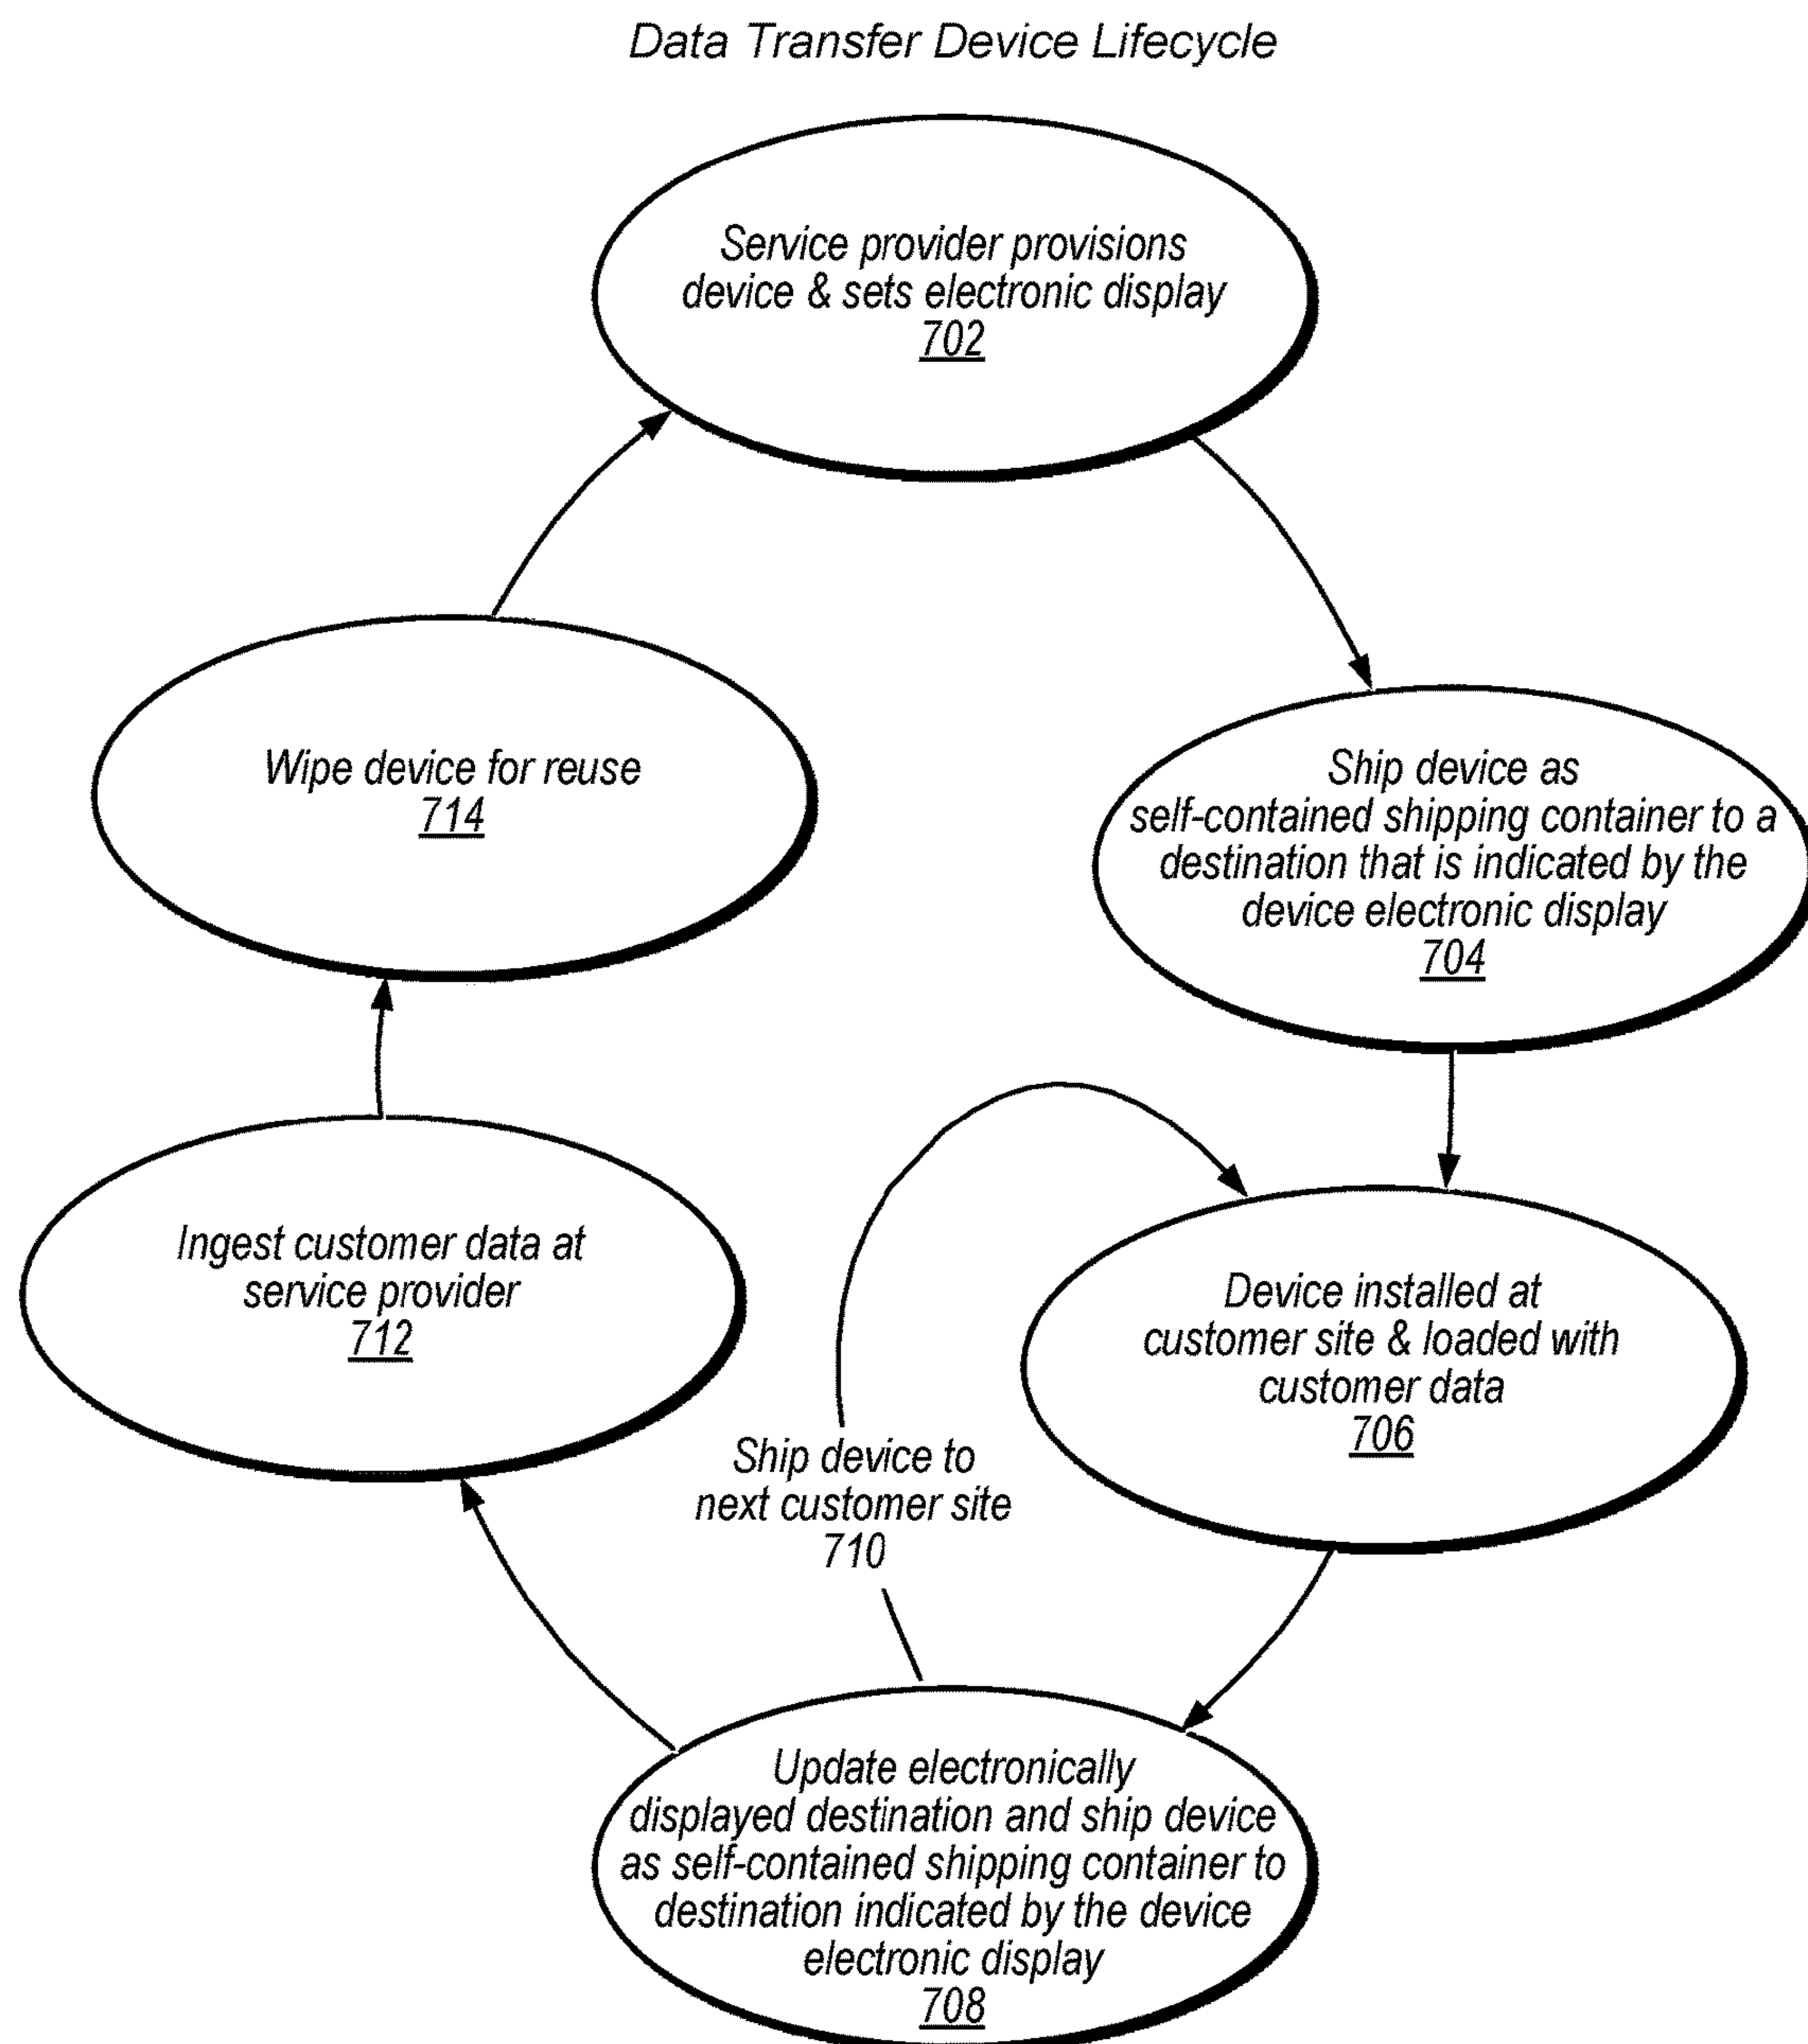 Data Transfer Device Lifecycle
Service provider provisions
device & sets electronic display
702
Ship device as
self-contained shipping container to a
destination that is indicated by the
device electronic display
704
Device installed at
customer site & loaded with
customer data
706
Update electronically
displayed destination and ship device
as self-contained shipping container to
destination indicated by the device
electronic display
708
Ship device to
next customer site
710
Ingest customer data at
service provider
712
Wipe device for reuse
714